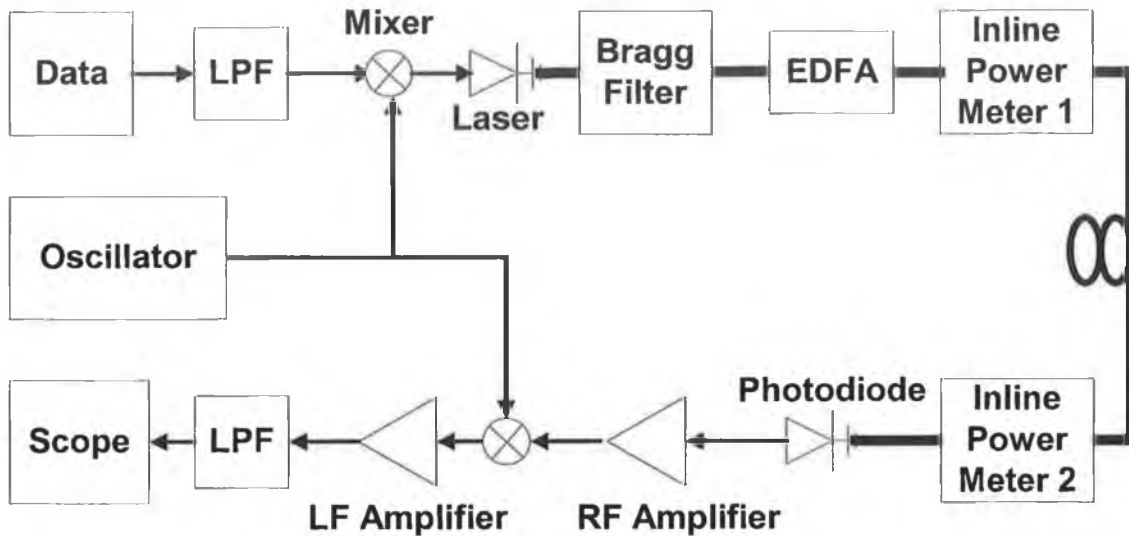 Data
LPF
Mixer
Laser
Bragg
Filter
EDFA
Inline
Power
Meter 1
Oscillator
Scope
LPF
LF Amplifier
RF Amplifier
Photodiode
Inline
Power
Meter 2